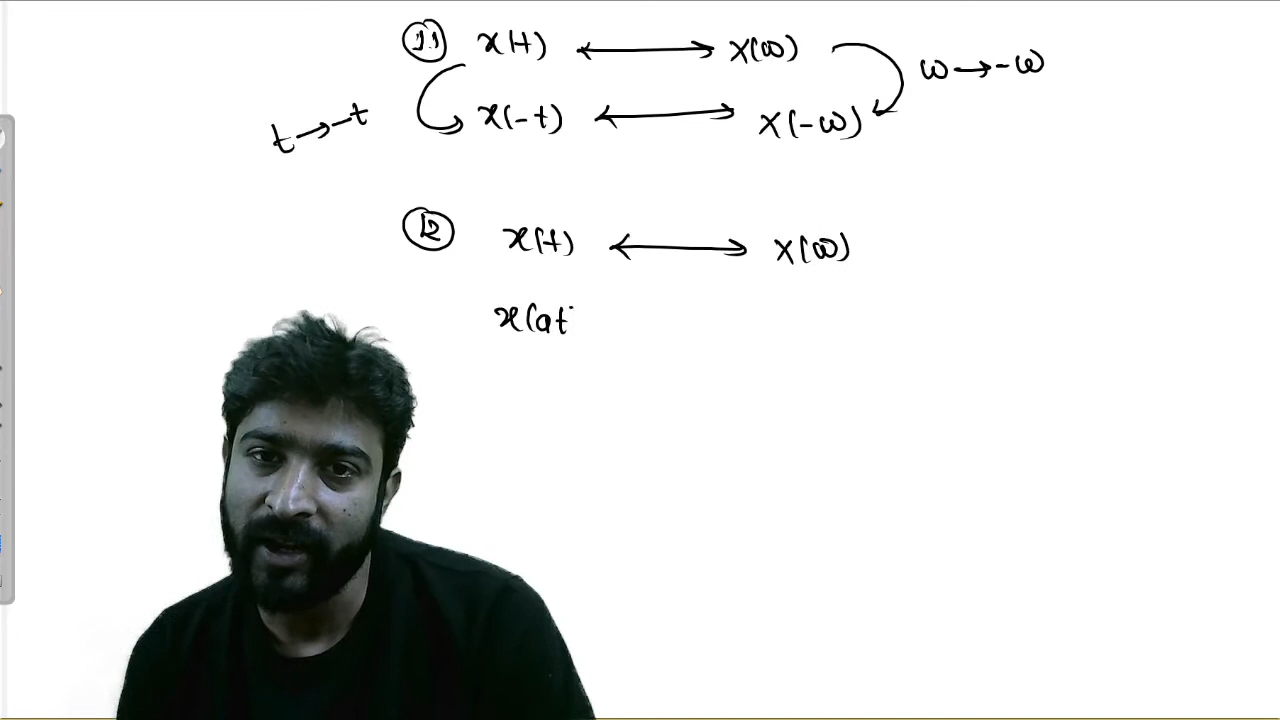 ⑪ x(t) ⟷ X(ω) ω→-ω
t→-t x(-t) ⟷ X(-ω)
⑫ x(t) ⟷ X(ω)
x(at